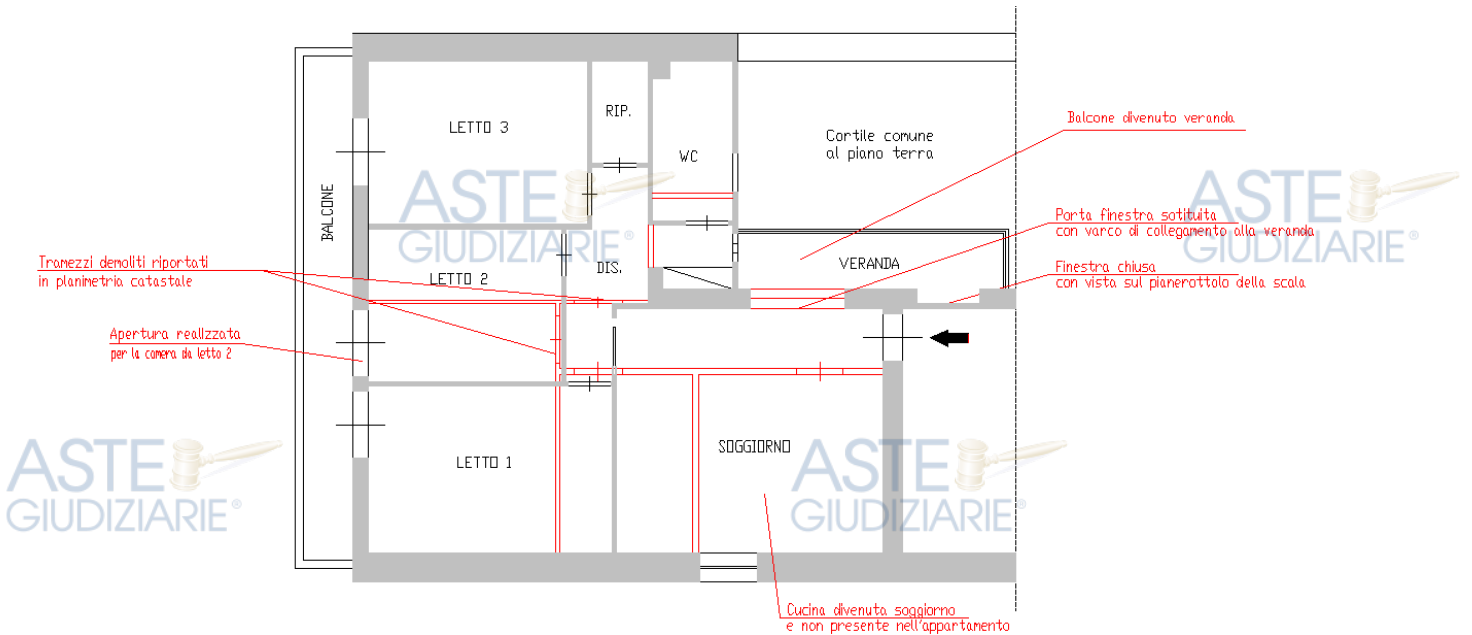 LETTO 3
RIP.
WC
Cortile comune
al piano terra
Balcone divenuto veranda
BALCONE
ASTE
GIUDIZIARIE®
ASTE
GIUDIZIARIE®
Porta finestra sotituita
con varco di collegamento alla veranda
Tramezzi demoliti riportati
in planimetria catastale
LETTO 2
DIS.
VERANDA
Finestra chiusa
con vista sul pianerottolo della scala
Apertura realizzata
per la camera da letto 2
LETTO 1
SOGGIORNO
ASTE
GIUDIZIARIE®
ASTE
GIUDIZIARIE®
Cucina divenuta soggiorno
e non presente nell'appartamento